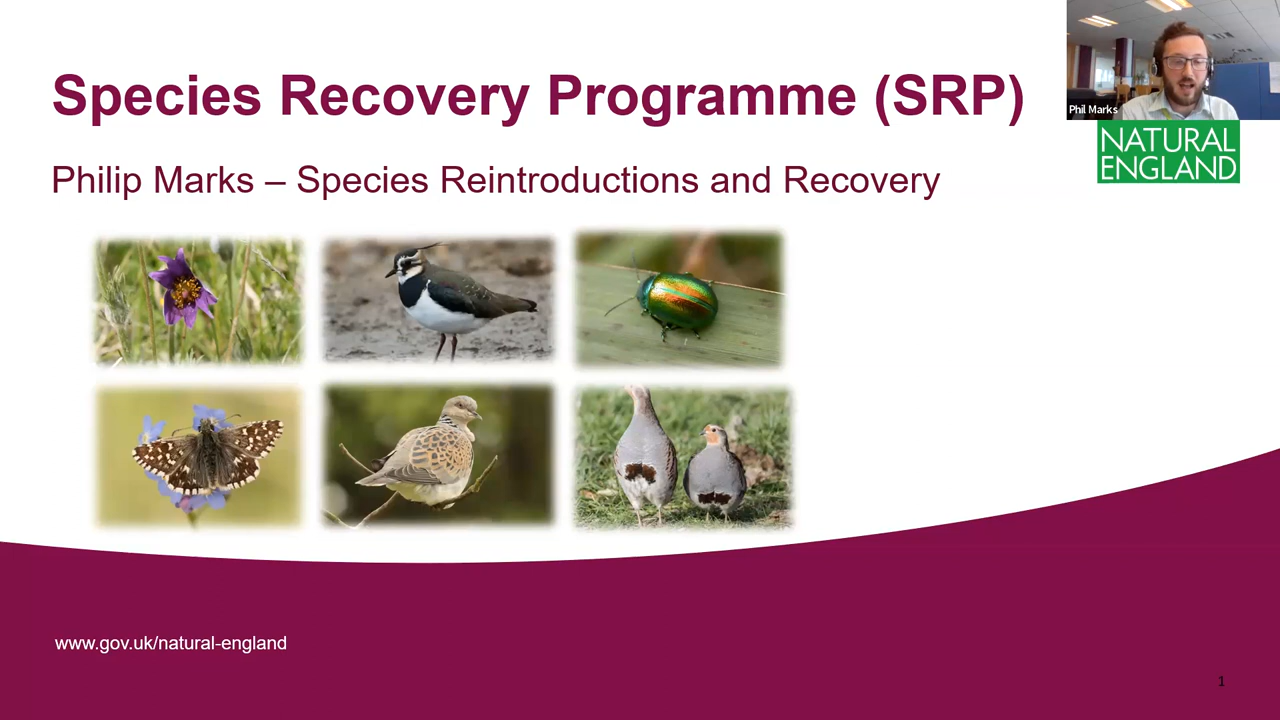 Species Recovery Programme (SRP)
Phil Marks
NATURAL
ENGLAND
Philip Marks – Species Reintroductions and Recovery
www.gov.uk/natural-england
1